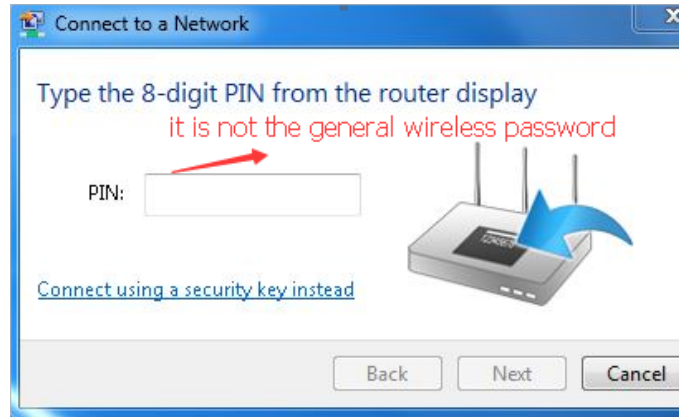 Connect to a Network
Type the 8-digit PIN from the router display
it is not the general wireless password
PIN:
12345670
Connect using a security key instead
Back Next Cancel